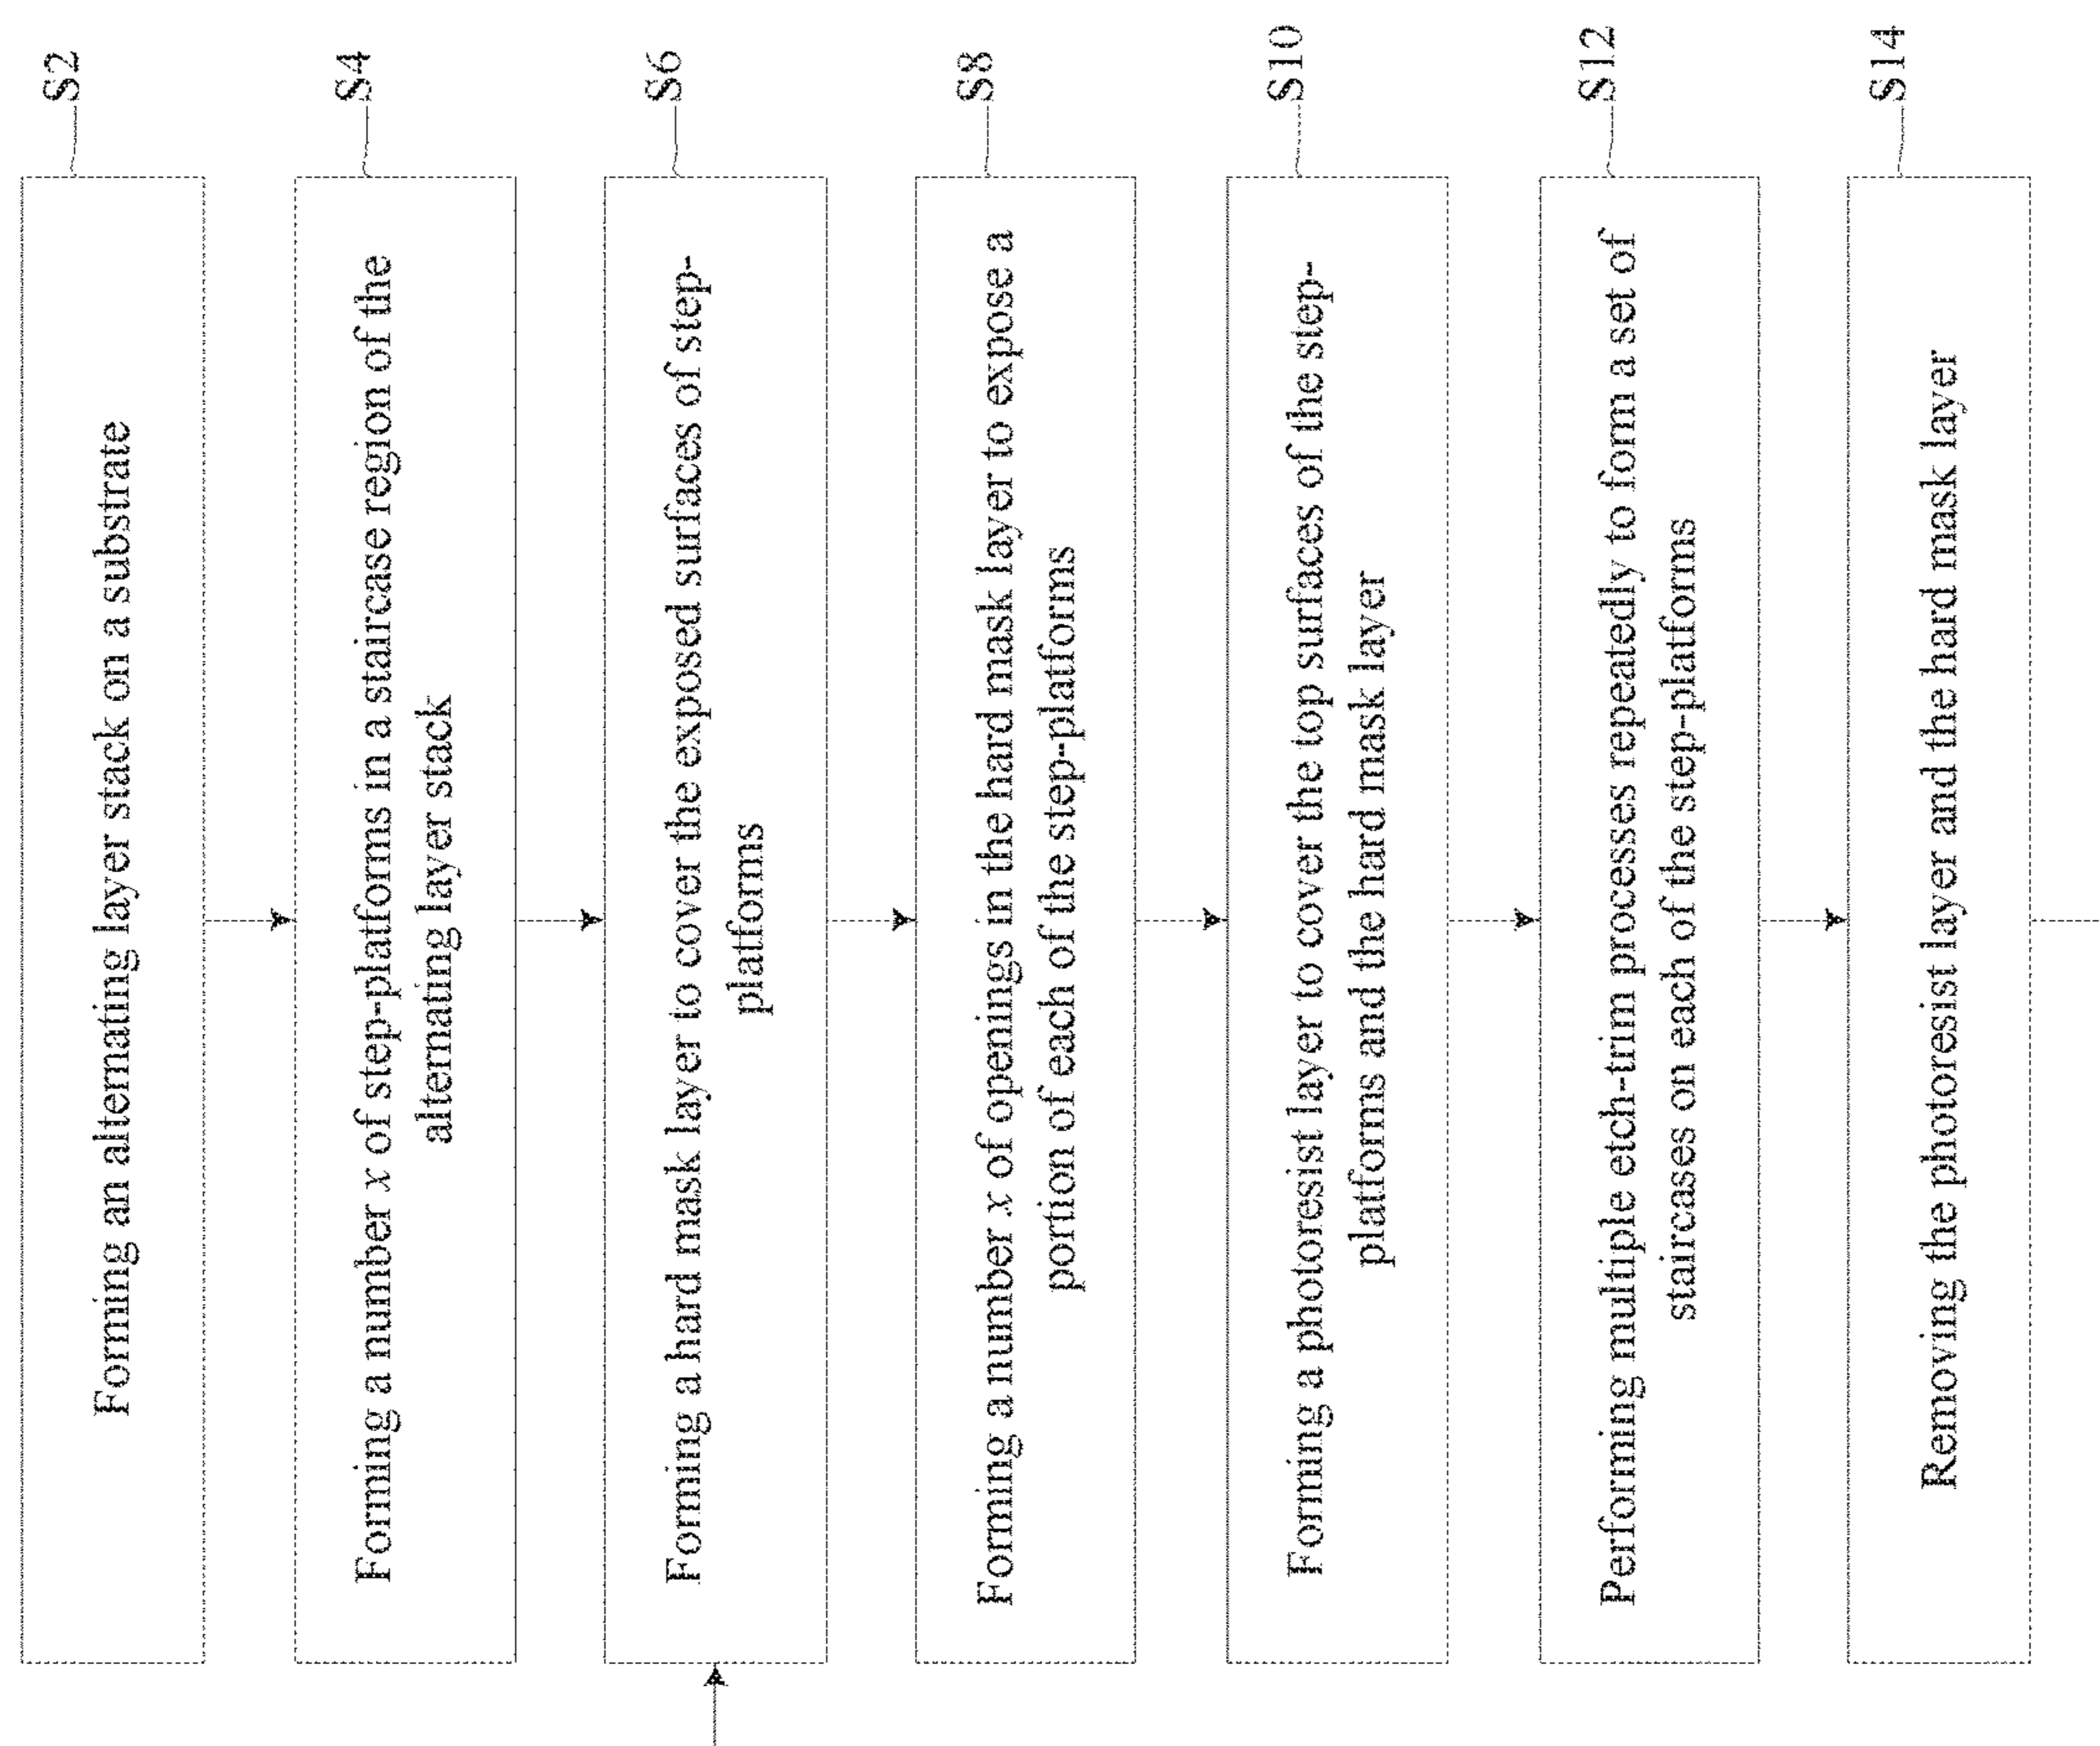 S2
Forming an alternating layer stack on a substrate
S4
Forming a number x of step-platforms in a staircase region of the
alternating layer stack
S6
Forming a hard mask layer to cover the exposed surfaces of step-
platforms
S8
Forming a number x of openings in the hard mask layer to expose a
portion of each of the step-platforms
S10
Forming a photoresist layer to cover the top surfaces of the step-
platforms and the hard mask layer
S12
Performing multiple etch-trim processes repeatedly to form a set of
staircases on each of the step-platforms
S14
Removing the photoresist layer and the hard mask layer